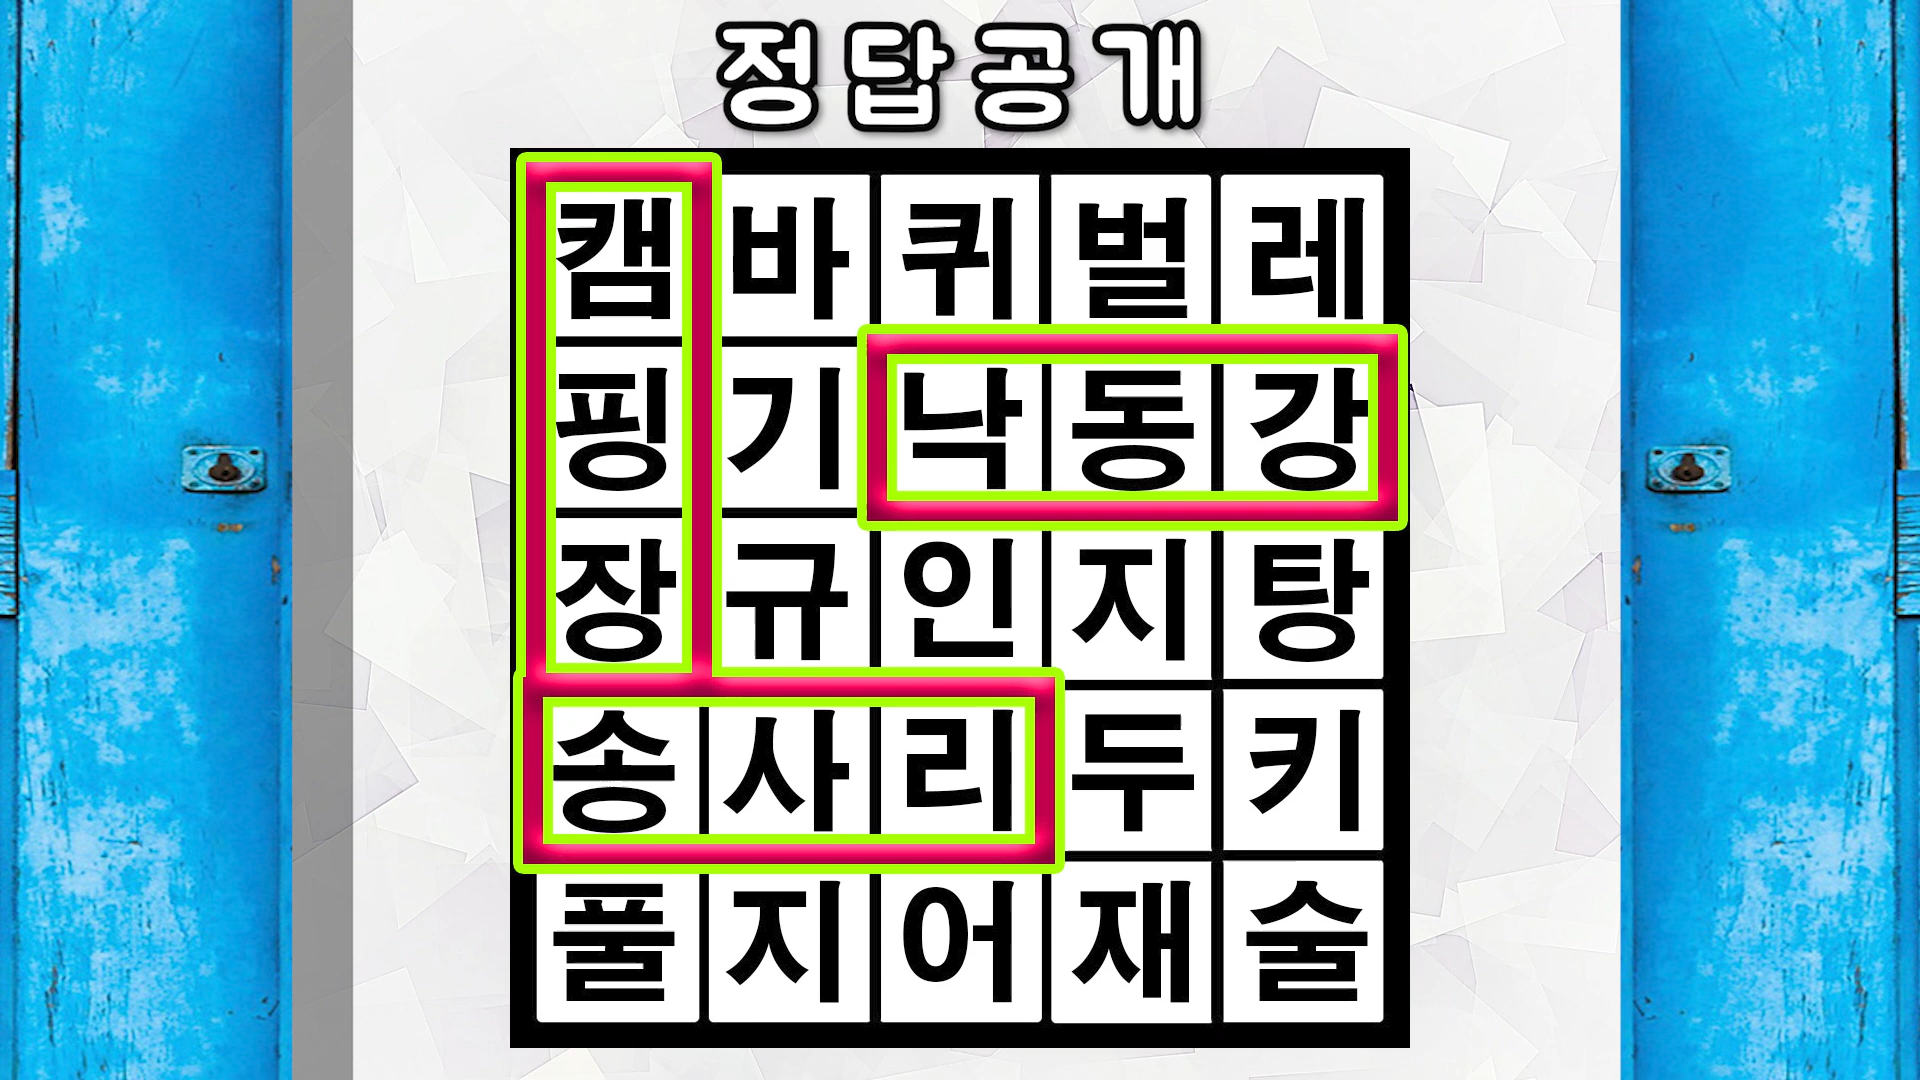 정답공개
캠 바 퀴 벌 레
핑 기 낙 동 강
장 규 인 지 탕
송 사 리 두 키
풀 지 어 재 술